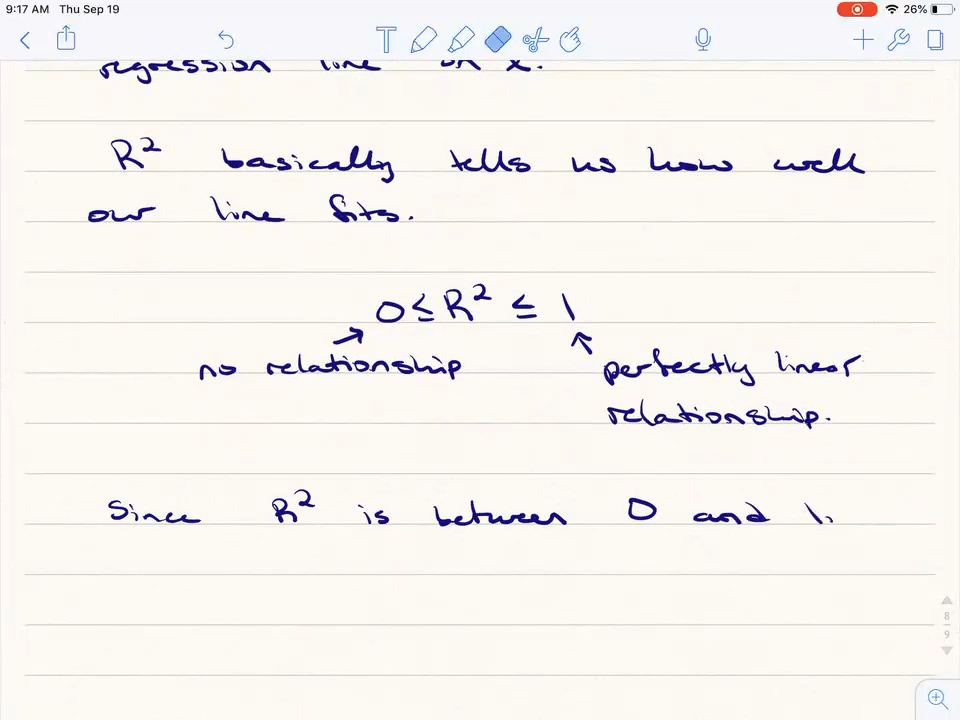 9:17 AM Thu Sep 19
26%
regression line on x.
R² basically tells us how well
our line fits.
0 ≤ R² ≤ 1
no relationship
perfectly linear
relationship.
Since R² is between 0 and 1,
8
9